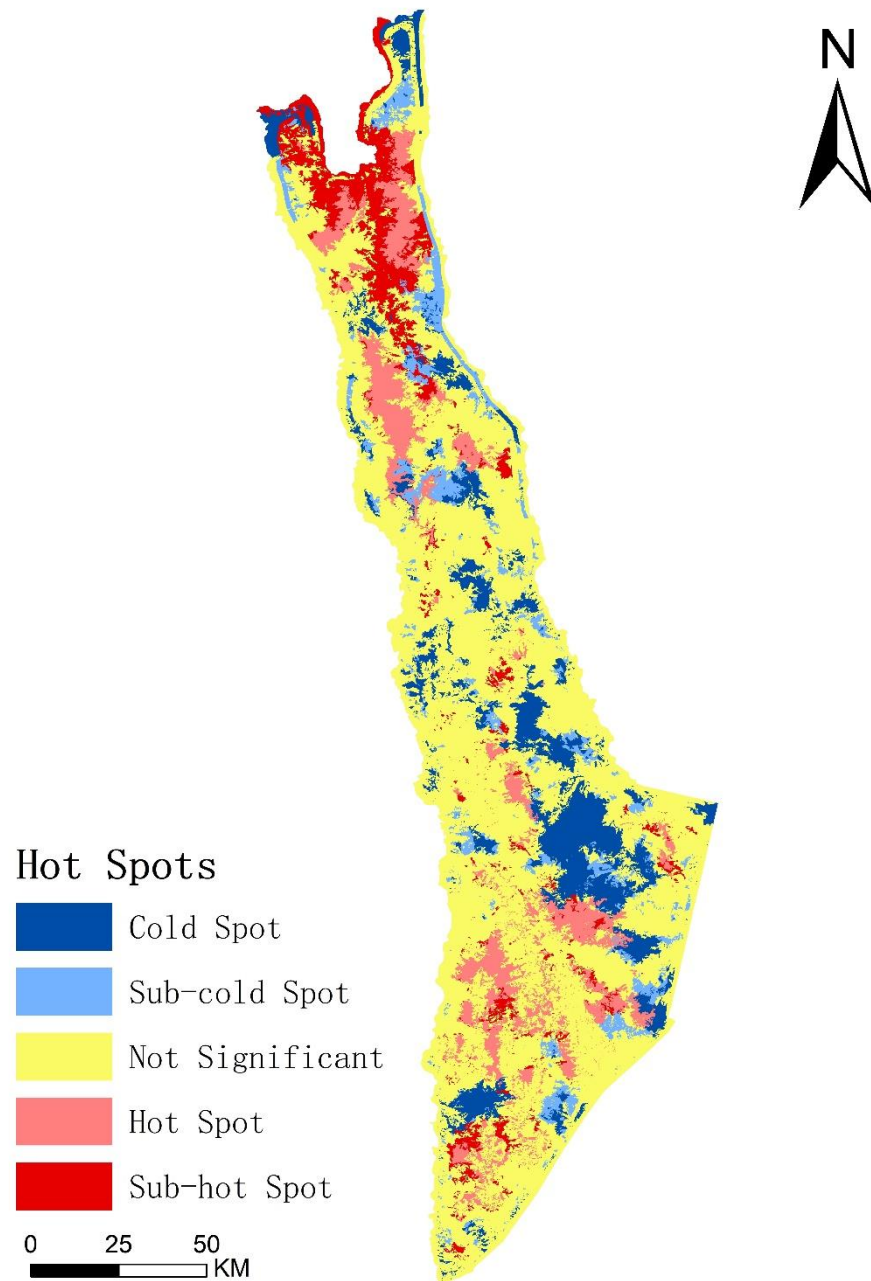 N
Hot Spots
Cold Spot
Sub-cold Spot
Not Significant
Hot Spot
Sub-hot Spot
0 25 50
KM